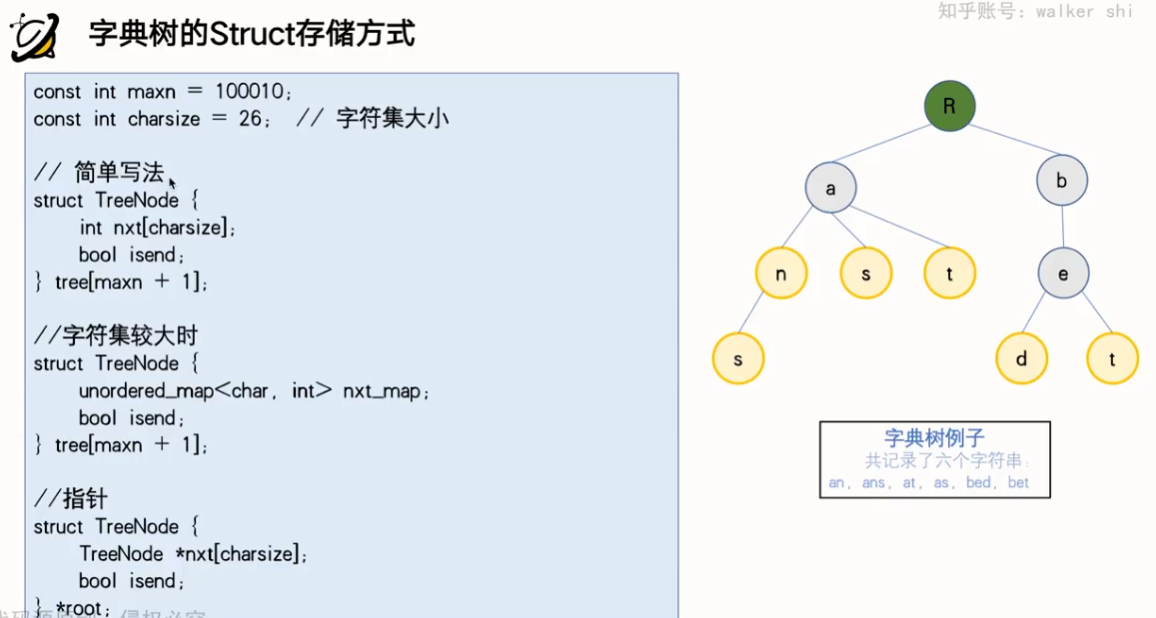 知乎账号：walker shi
字典树的Struct存储方式
const int maxn = 100010;
const int charsize = 26;  // 字符集大小
// 简单写法
struct TreeNode {
int nxt[charsize];
bool isend;
} tree[maxn + 1];
//字符集较大时
struct TreeNode {
unordered_map<char, int> nxt_map;
bool isend;
} tree[maxn + 1];
//指针
struct TreeNode {
TreeNode *nxt[charsize];
bool isend;
} *root;
侵权必究
R
a
b
n
s
t
e
s
d
t
字典树例子
共记录了六个字符串:
an, ans, at, as, bed, bet